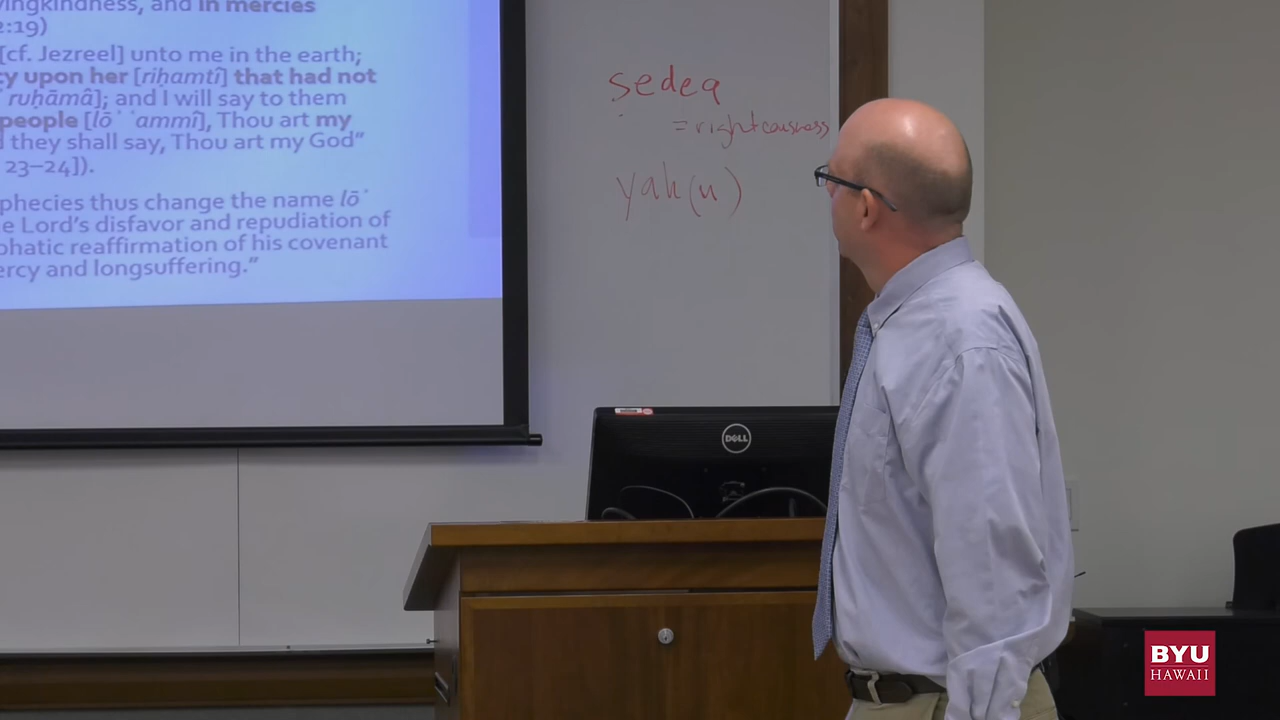 vingkindness, and in mercies
2:19)
[cf. Jezreel] unto me in the earth;
cy upon her [riḥamtî] that had not
ruḥāmâ]; and I will say to them
people [lōʾ ʿammî], Thou art my
d they shall say, Thou art my God”
23–24]).
phecies thus change the name lōʾ
e Lord’s disfavor and repudiation of
phatic reaffirmation of his covenant
ercy and longsuffering.”
ṣedeq
= righteousness
yah(u)
DELL
BYU
HAWAII